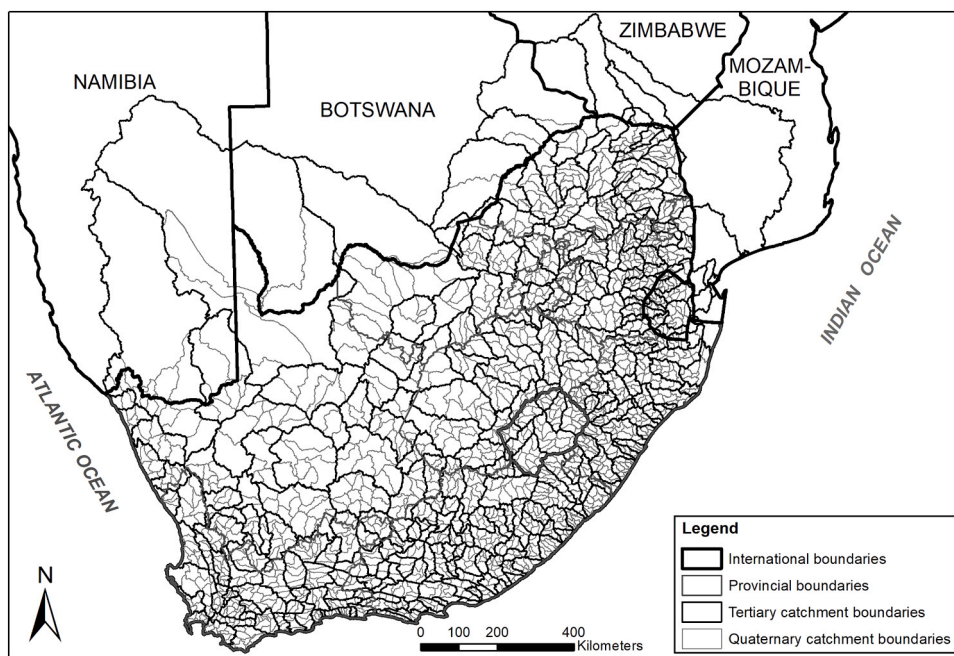 ZIMBABWE
NAMIBIA
MOZAM-
BIQUE
BOTSWANA
INDIAN OCEAN
ATLANTIC OCEAN
N
0 100 200 400
Kilometers
Legend
International boundaries
Provincial boundaries
Tertiary catchment boundaries
Quaternary catchment boundaries